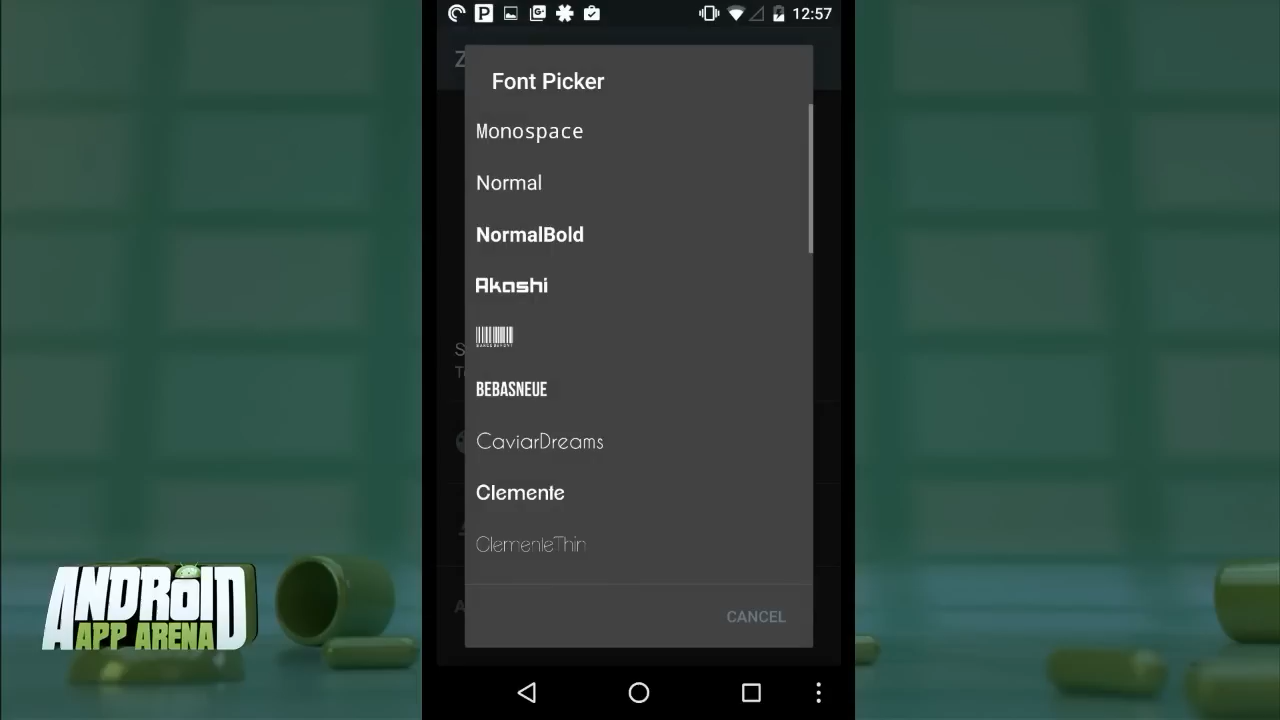 12:57
Font Picker
Monospace
Normal
NormalBold
Akashi
BEBASNEUE
CaviarDreams
Clemente
ClementeThin
CANCEL
ANDROID
APP ARENA